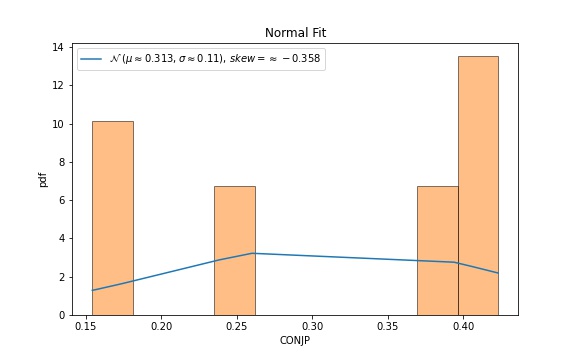 Normal Fit
𝒩(μ ≈ 0.313, σ ≈ 0.11), skew = ≈ −0.358
14
12
10
8
6
4
2
0
pdf
0.15 0.20 0.25 0.30 0.35 0.40
CONJP